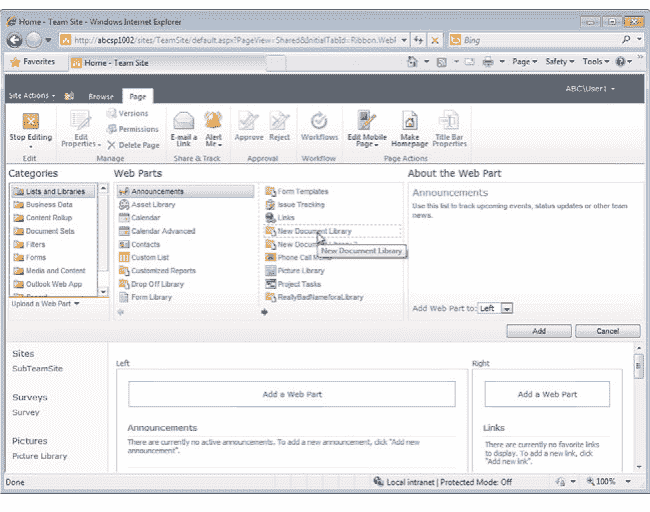 Home - Team Site - Windows Internet Explorer
http://abcsp1002/sites/TeamSite/default.aspx?PageView=Shared&InitialTabId=Ribbon.WebP
Bing
Favorites Home - Team Site Page Safety Tools
Site Actions Browse Page ABC\User1
Stop Editing
Edit Properties
Versions
Permissions
Delete Page
E-mail a Link
Alert Me
Approve
Reject
Workflows
Edit Mobile Page
Make Homepage
Title Bar Properties
Edit Manage Share & Track Approval Workflow Page Actions
Categories
Lists and Libraries
Business Data
Content Rollup
Document Sets
Filters
Forms
Media and Content
Outlook Web App
Upload a Web Part
Web Parts
Announcements
Asset Library
Calendar
Calendar Advanced
Contacts
Custom List
Customized Reports
Drop Off Library
Form Library
Form Templates
Issue Tracking
Links
New Document Library
New Document Library
New Document Library
Phone Call Memo
Picture Library
Project Tasks
ReallyBadNameforaLibrary
About the Web Part
Announcements
Use this list to track upcoming events, status updates or other team
news.
Add Web Part to: Left
Add Cancel
Sites
SubTeamSite
Surveys
Survey
Pictures
Picture Library
Left
Add a Web Part
Announcements
There are currently no active announcements. To add a new announcement, click "Add new
announcement".
Right
Add a Web Part
Links
There are currently no favorite links
to display. To add a new link, click
"Add new link".
Done Local intranet | Protected Mode: Off 100%